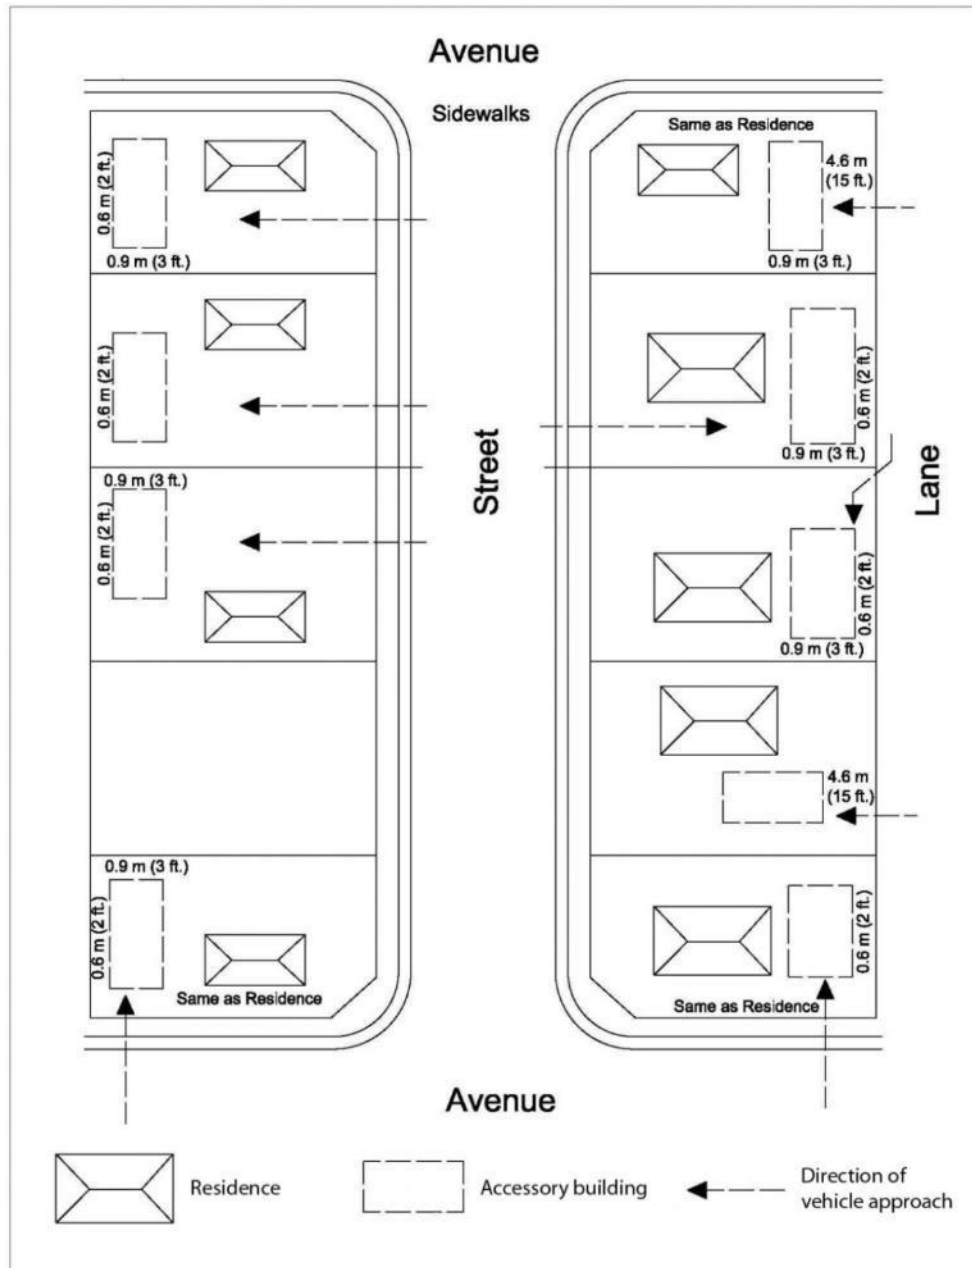 Avenue
Sidewalks
0.6 m (2 ft.)
0.9 m (3 ft.)
0.6 m (2 ft.)
0.9 m (3 ft.)
0.6 m (2 ft.)
0.9 m (3 ft.)
0.6 m (2 ft.)
Same as Residence
Street
Same as Residence
4.6 m
(15 ft.)
0.9 m (3 ft.)
0.6 m (2 ft.)
0.9 m (3 ft.)
Lane
0.6 m (2 ft.)
0.9 m (3 ft.)
4.6 m
(15 ft.)
0.6 m (2 ft.)
Same as Residence
Avenue
Residence
Accessory building
Direction of
vehicle approach